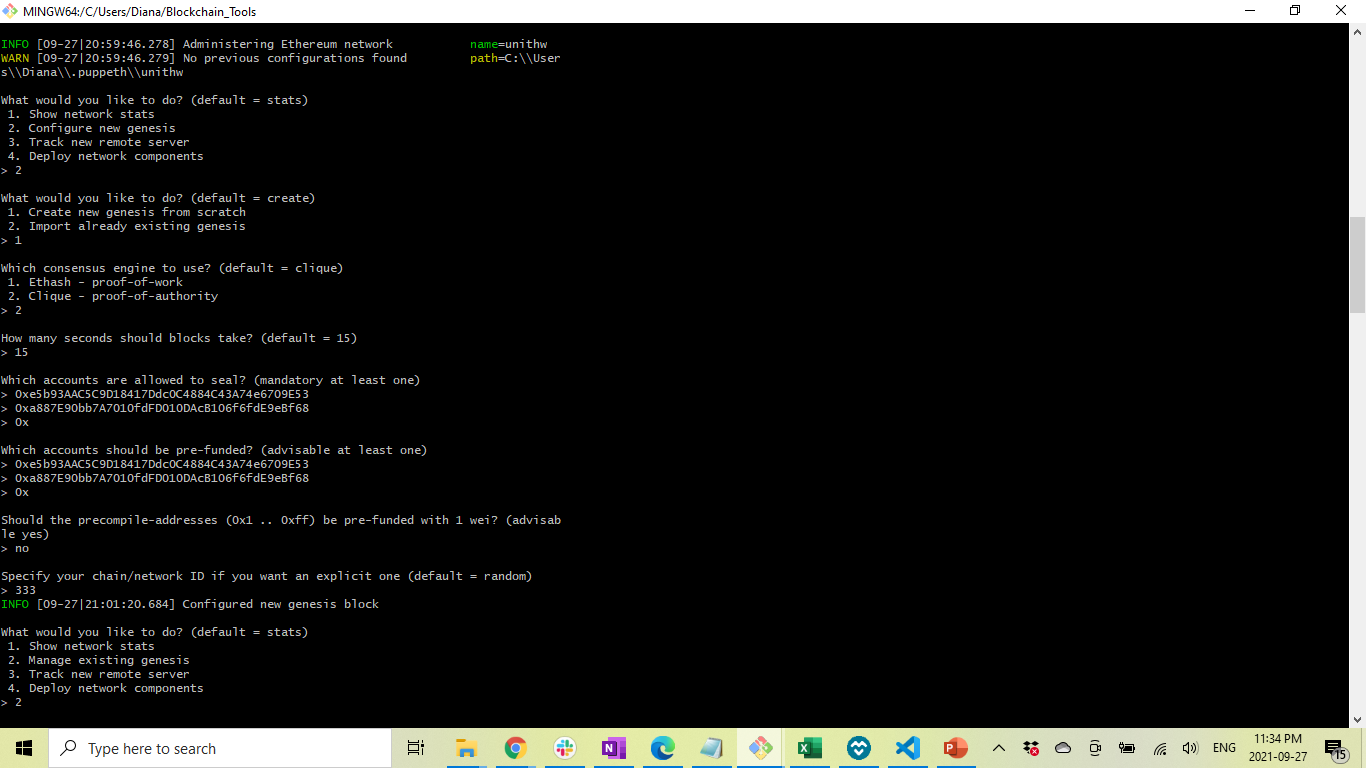 MINGW64:/C/Users/Diana/Blockchain_Tools
INFO [09-27|20:59:46.278] Administering Ethereum network name=unithw
WARN [09-27|20:59:46.279] No previous configurations found path=C:\\User
s\\Diana\\.puppeth\\unithw
What would you like to do? (default = stats)
1. Show network stats
2. Configure new genesis
3. Track new remote server
4. Deploy network components
> 2
What would you like to do? (default = create)
1. Create new genesis from scratch
2. Import already existing genesis
> 1
Which consensus engine to use? (default = clique)
1. Ethash - proof-of-work
2. Clique - proof-of-authority
> 2
How many seconds should blocks take? (default = 15)
> 15
Which accounts are allowed to seal? (mandatory at least one)
> 0xe5b93AAC5C9D18417Ddc0C4884C43A74e6709E53
> 0xa887E90bb7A7010fdFD010DAcB106f6fdE9eBf68
> 0x
Which accounts should be pre-funded? (advisable at least one)
> 0xe5b93AAC5C9D18417Ddc0C4884C43A74e6709E53
> 0xa887E90bb7A7010fdFD010DAcB106f6fdE9eBf68
> 0x
Should the precompile-addresses (0x1 .. 0xff) be pre-funded with 1 wei? (advisab
le yes)
> no
Specify your chain/network ID if you want an explicit one (default = random)
> 333
INFO [09-27|21:01:20.684] Configured new genesis block
What would you like to do? (default = stats)
1. Show network stats
2. Manage existing genesis
3. Track new remote server
4. Deploy network components
> 2
Type here to search
ENG
11:34 PM
2021-09-27
15